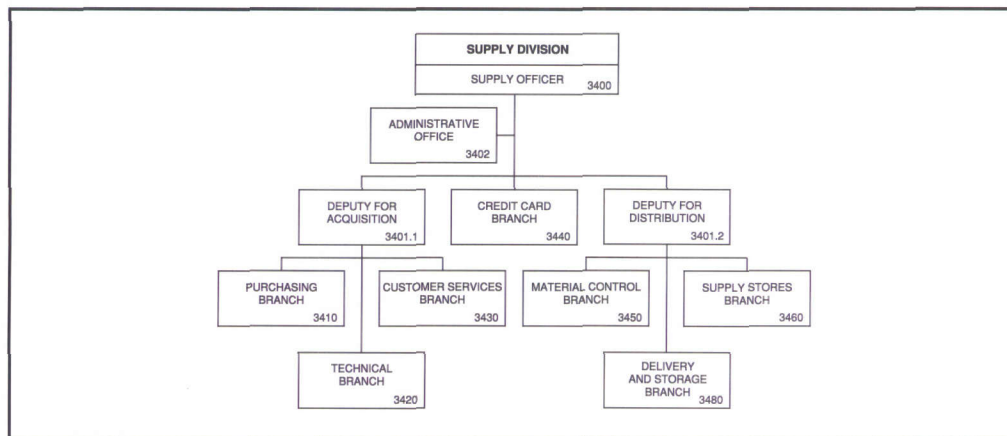 SUPPLY DIVISION
SUPPLY OFFICER
3400
ADMINISTRATIVE
OFFICE
3402
DEPUTY FOR
ACQUISITION
3401.1
CREDIT CARD
BRANCH
3440
DEPUTY FOR
DISTRIBUTION
3401.2
PURCHASING
BRANCH
3410
CUSTOMER SERVICES
BRANCH
3430
MATERIAL CONTROL
BRANCH
3450
SUPPLY STORES
BRANCH
3460
TECHNICAL
BRANCH
3420
DELIVERY
AND STORAGE
BRANCH
3480